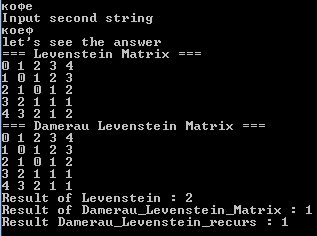 кофе
Input second string
коеф
let's see the answer
=== Levenstein Matrix ===
0 1 2 3 4
1 0 1 2 3
2 1 0 1 2
3 2 1 1 1
4 3 2 1 2
=== Damerau Levenstein Matrix ===
0 1 2 3 4
1 0 1 2 3
2 1 0 1 2
3 2 1 1 1
4 3 2 1 1
Result of Levenstein : 2
Result of Damerau_Levenstein_Matrix : 1
Result Damerau_Levenstein_recurs : 1